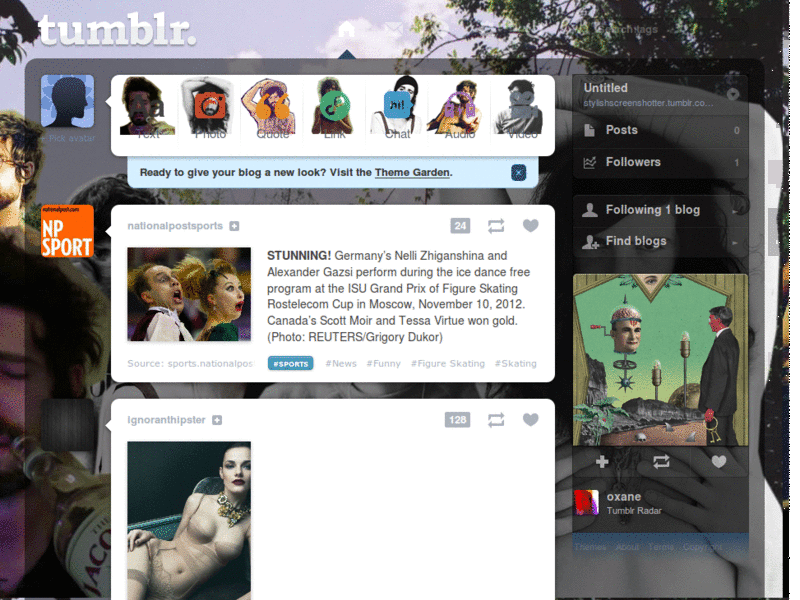 tumblr.
Search tags
Pick avatar
Text Photo Quote Link Chat Audio Video
hi!
Untitled
stylishscreenshotter.tumblr.co…
Posts 0
Followers 1
Ready to give your blog a new look? Visit the Theme Garden.
Following 1 blog
Find blogs
nationalpost.com
NP
SPORT
nationalpostsports
24
STUNNING! Germany's Nelli Zhiganshina and
Alexander Gazsi perform during the ice dance free
program at the ISU Grand Prix of Figure Skating
Rostelecom Cup in Moscow, November 10, 2012.
Canada's Scott Moir and Tessa Virtue won gold.
(Photo: REUTERS/Grigory Dukor)
Source: sports.nationalpos
#SPORTS #News #Funny #Figure Skating #Skating
ignoranthipster
128
oxane
Tumblr Radar
Themes About Terms Copyright